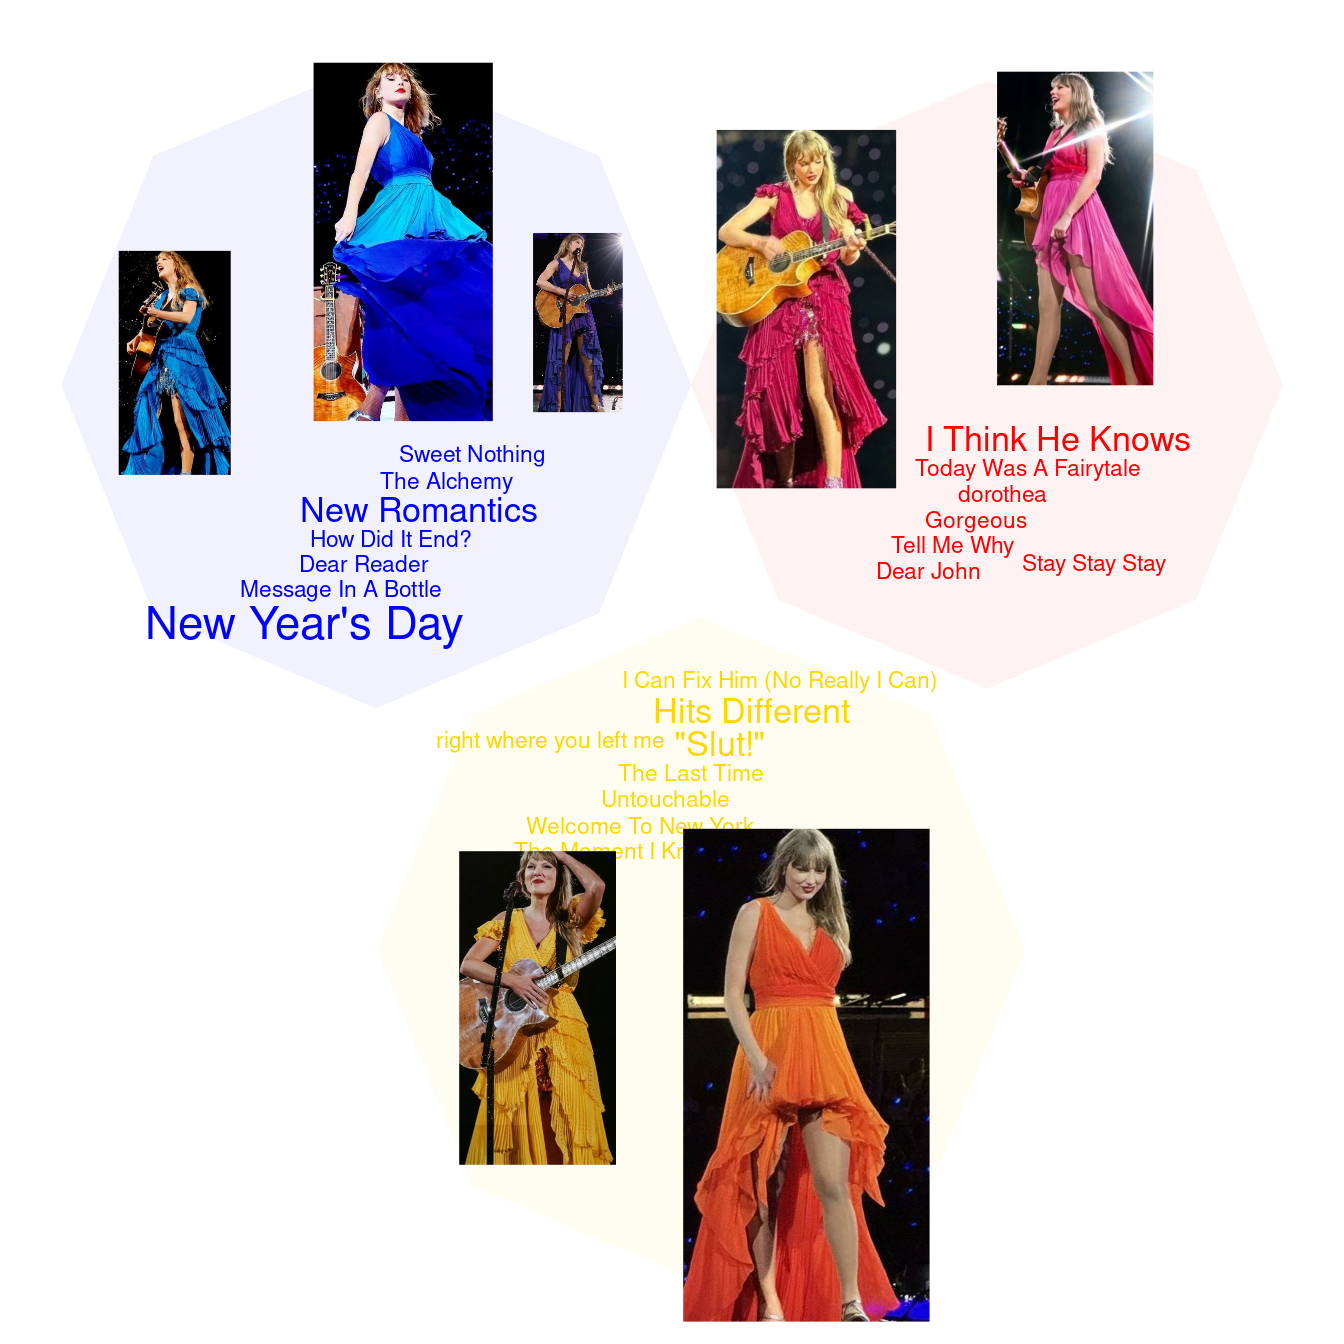 Sweet Nothing
The Alchemy
New Romantics
How Did It End?
Dear Reader
Message In A Bottle
New Year's Day
I Think He Knows
Today Was A Fairytale
dorothea
Gorgeous
Tell Me Why
Stay Stay Stay
Dear John
I Can Fix Him (No Really I Can)
Hits Different
right where you left me
"Slut!"
The Last Time
Untouchable
Welcome To New York
The Moment I